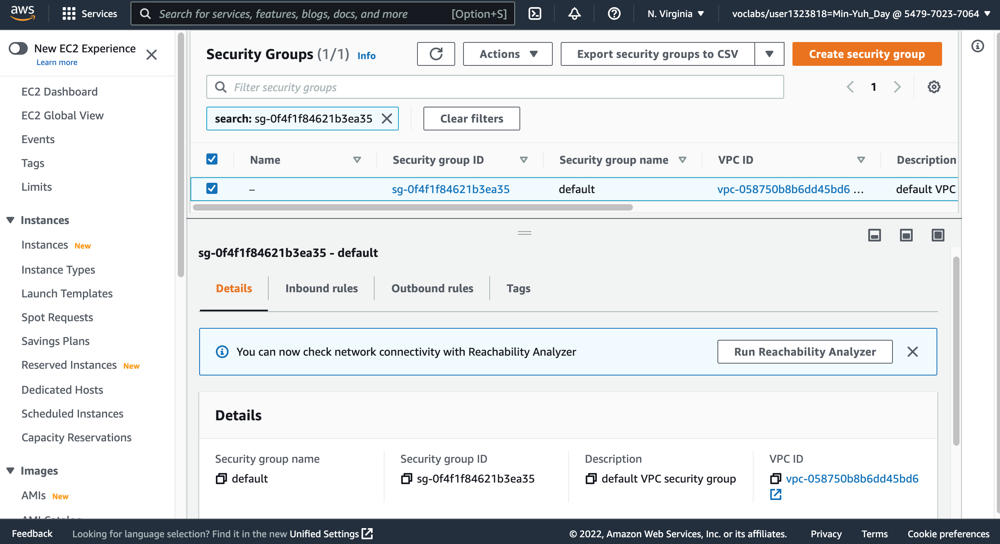 aws
Services
Search for services, features, blogs, docs, and more [Option+S]
N. Virginia
voclabs/user1323818=Min-Yuh_Day @ 5479-7023-7064
New EC2 Experience
Learn more
EC2 Dashboard
EC2 Global View
Events
Tags
Limits
Instances
Instances New
Instance Types
Launch Templates
Spot Requests
Savings Plans
Reserved Instances New
Dedicated Hosts
Scheduled Instances
Capacity Reservations
Images
AMIs New
AMI Catalog
Security Groups (1/1) Info
Actions
Export security groups to CSV
Create security group
Filter security groups
1
search: sg-0f4f1f84621b3ea35
Clear filters
Name Security group ID Security group name VPC ID Description
– sg-0f4f1f84621b3ea35 default vpc-058750b8b6dd45bd6 ... default VPC
sg-0f4f1f84621b3ea35 - default
Details Inbound rules Outbound rules Tags
You can now check network connectivity with Reachability Analyzer
Run Reachability Analyzer
Details
Security group name
default
Security group ID
sg-0f4f1f84621b3ea35
Description
default VPC security group
VPC ID
vpc-058750b8b6dd45bd6
Feedback
Looking for language selection? Find it in the new Unified Settings
© 2022, Amazon Web Services, Inc. or its affiliates.
Privacy
Terms
Cookie preferences